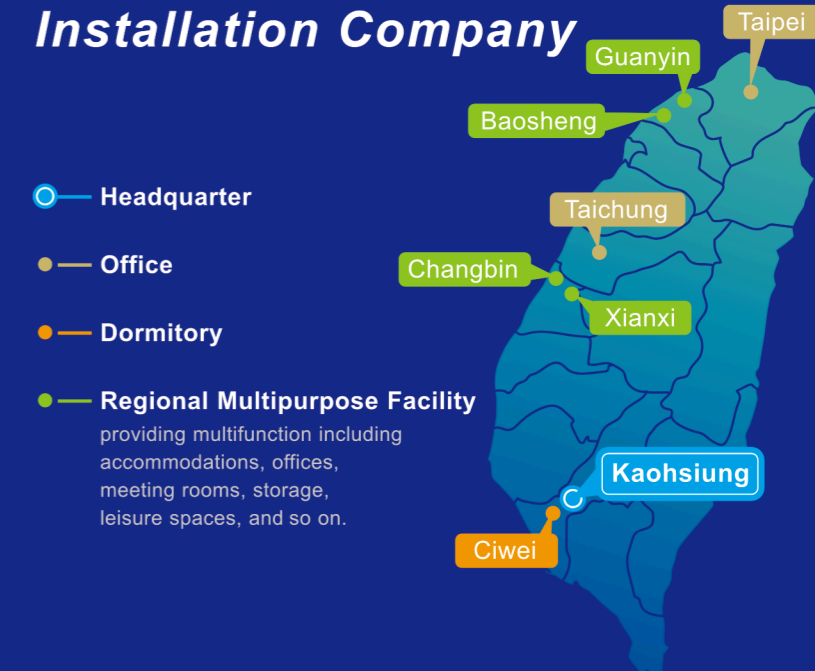 Installation Company
Taipei
Guanyin
Baosheng
Headquarter
Taichung
Office
Changbin
Xianxi
Dormitory
Regional Multipurpose Facility
providing multifunction including
accommodations, offices,
meeting rooms, storage,
leisure spaces, and so on.
Kaohsiung
Ciwei